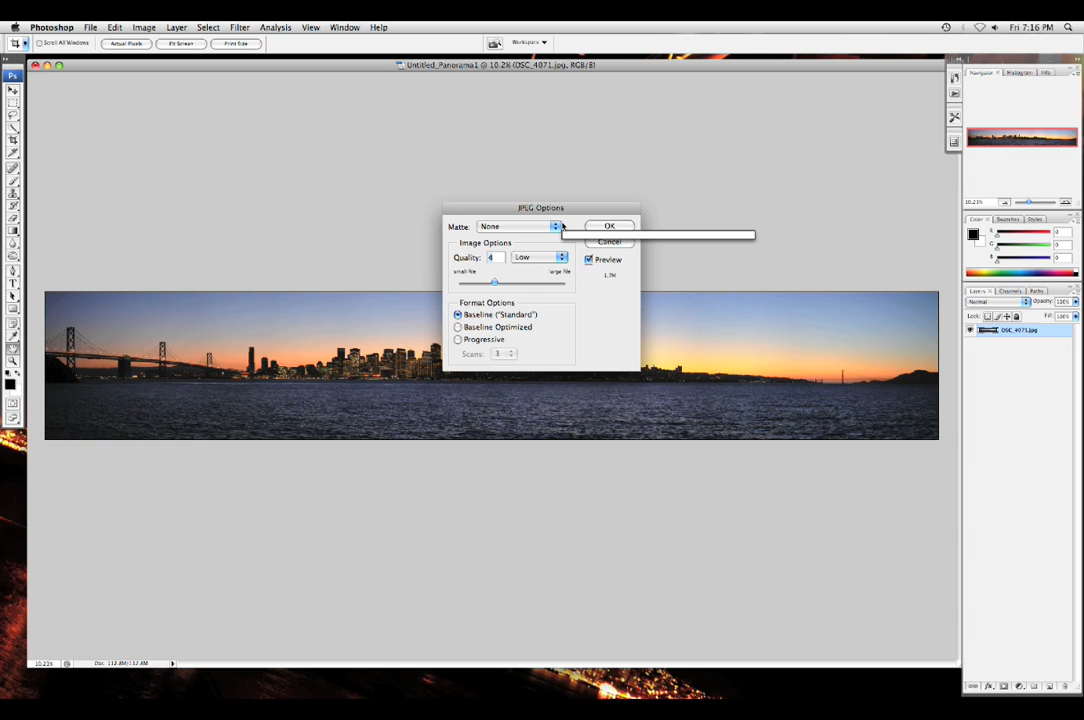 Photoshop File Edit Image Layer Select Filter Analysis View Window Help
Fri 7:16 PM
Scroll All Windows Actual Pixels Fit Screen Print Size Workspace
Untitled_Panorama1 @ 10.2% (DSC_4071.jpg, RGB/8)
Ps
Navigator × Histogram Info
10.23%
Color × Swatches Styles
R 0
G 0
B 0
Layers × Channels Paths
Normal Opacity: 100%
Lock: Fill: 100%
DSC_4071.jpg
JPEG Options
Matte: None OK
Image Options Cancel
Quality: 4 Low Preview
small file large file 1.7M
Format Options
Baseline ("Standard")
Baseline Optimized
Progressive
Scans: 3
10.23% Doc: 112.8M/112.8M